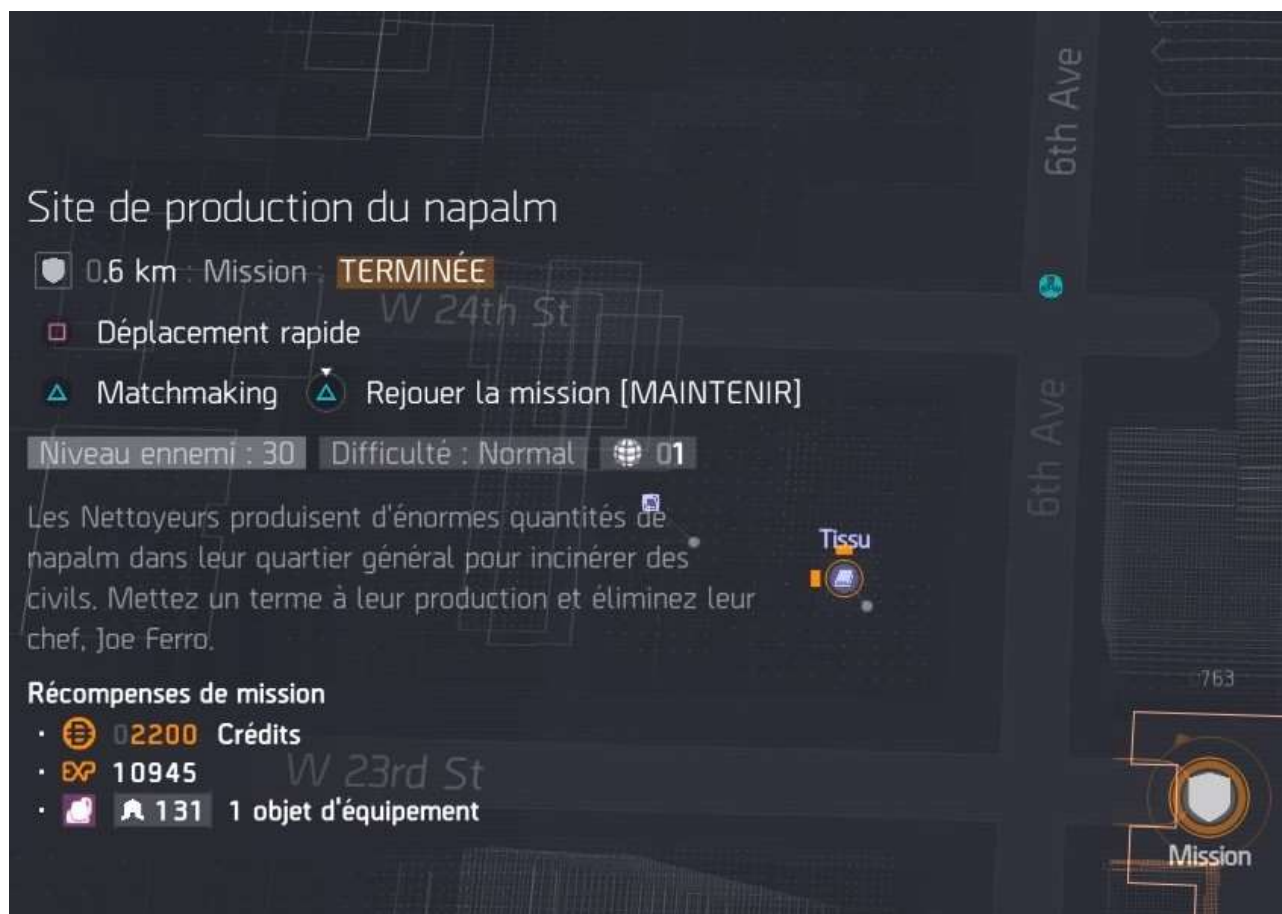 6th Ave
Site de production du napalm
0.6 km : Mission : TERMINÉE
W 24th St
Déplacement rapide
Matchmaking Rejouer la mission [MAINTENIR]
6th Ave
Niveau ennemi : 30 Difficulté : Normal 01
Les Nettoyeurs produisent d'énormes quantités de
napalm dans leur quartier général pour incinérer des
civils. Mettez un terme à leur production et éliminez leur
chef, Joe Ferro.
Tissu
763
Récompenses de mission
· 02200 Crédits
· EXP 10945
W 23rd St
· 131 1 objet d'équipement
Mission